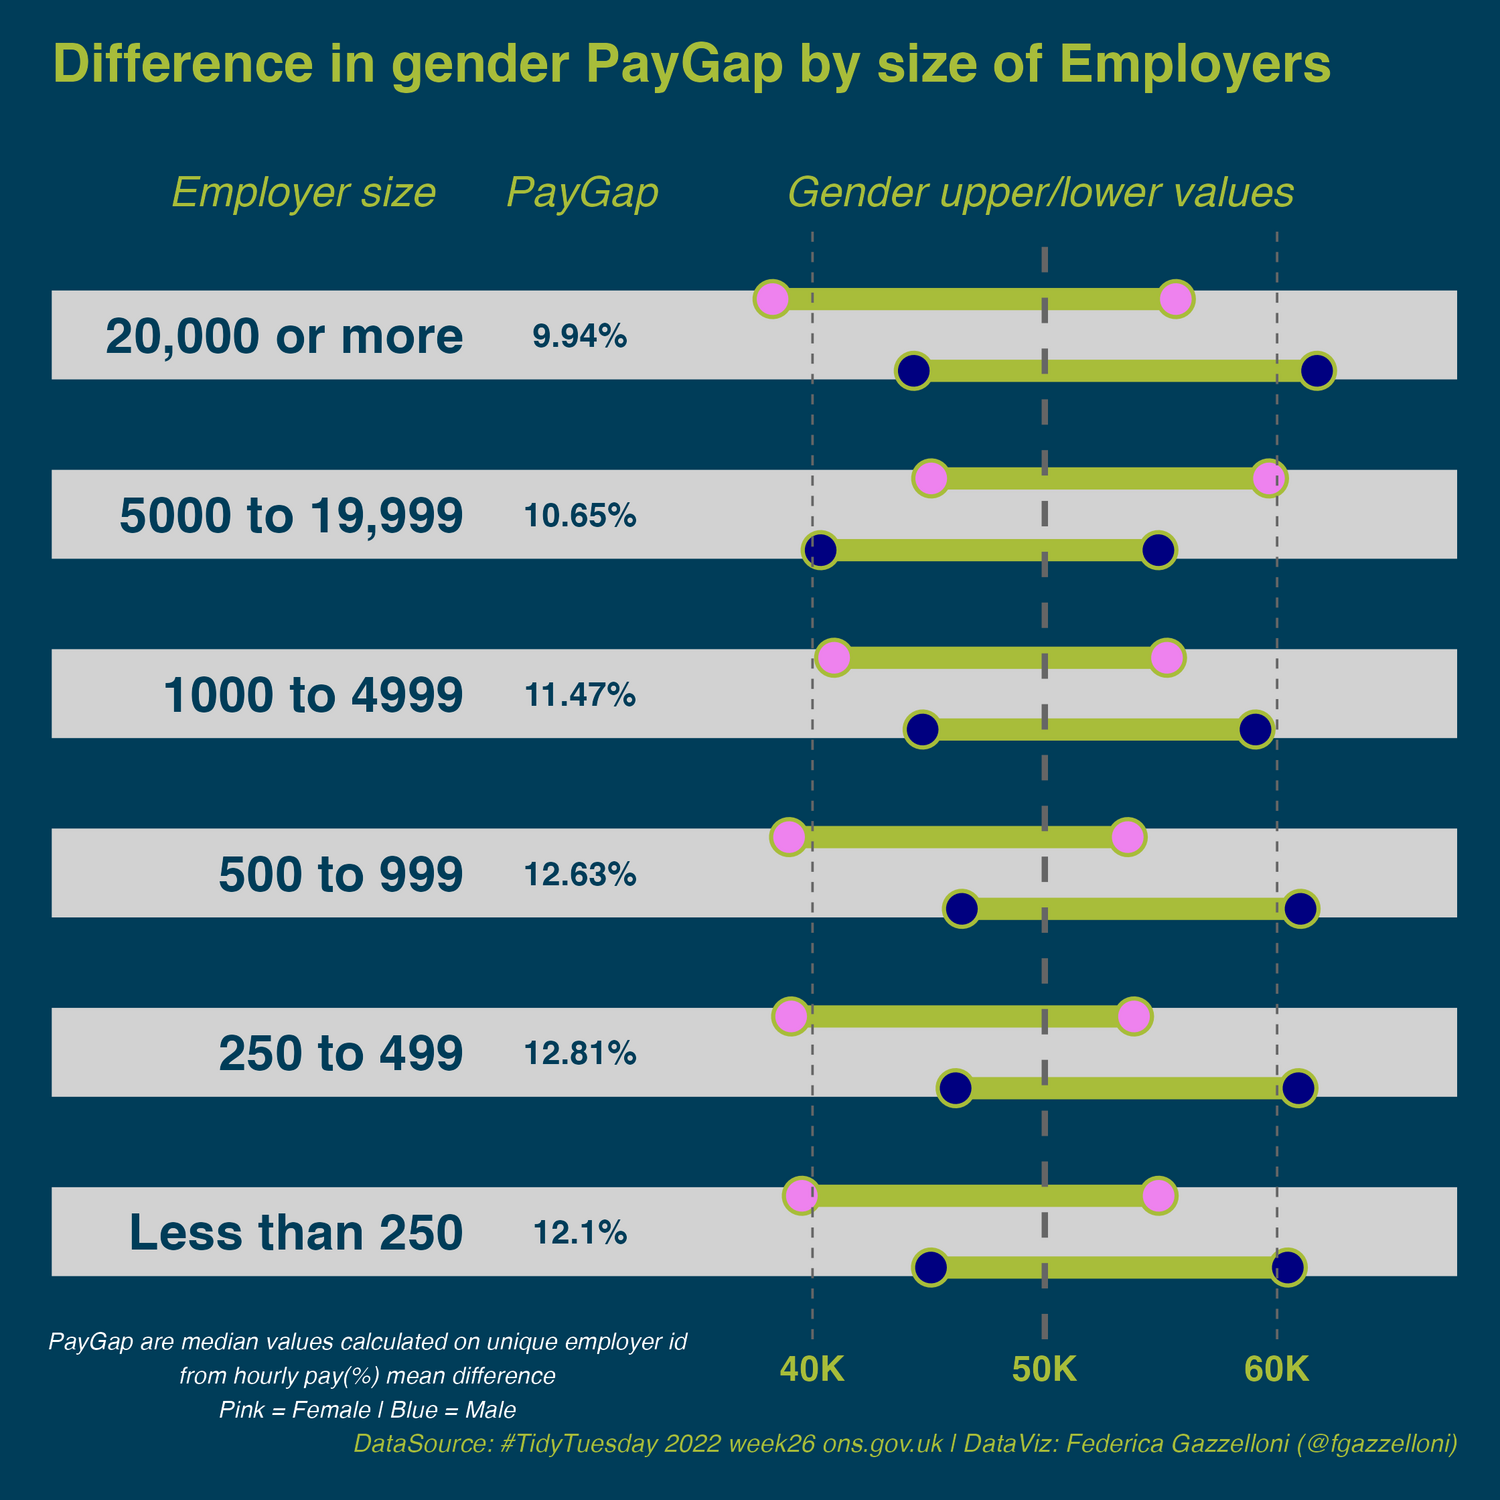 Difference in gender PayGap by size of Employers
Employer size PayGap Gender upper/lower values
20,000 or more 9.94%
5000 to 19,999 10.65%
1000 to 4999 11.47%
500 to 999 12.63%
250 to 499 12.81%
Less than 250 12.1%
40K 50K 60K
PayGap are median values calculated on unique employer id
from hourly pay(%) mean difference
Pink = Female | Blue = Male
DataSource: #TidyTuesday 2022 week26 ons.gov.uk | DataViz: Federica Gazzelloni (@fgazzelloni)